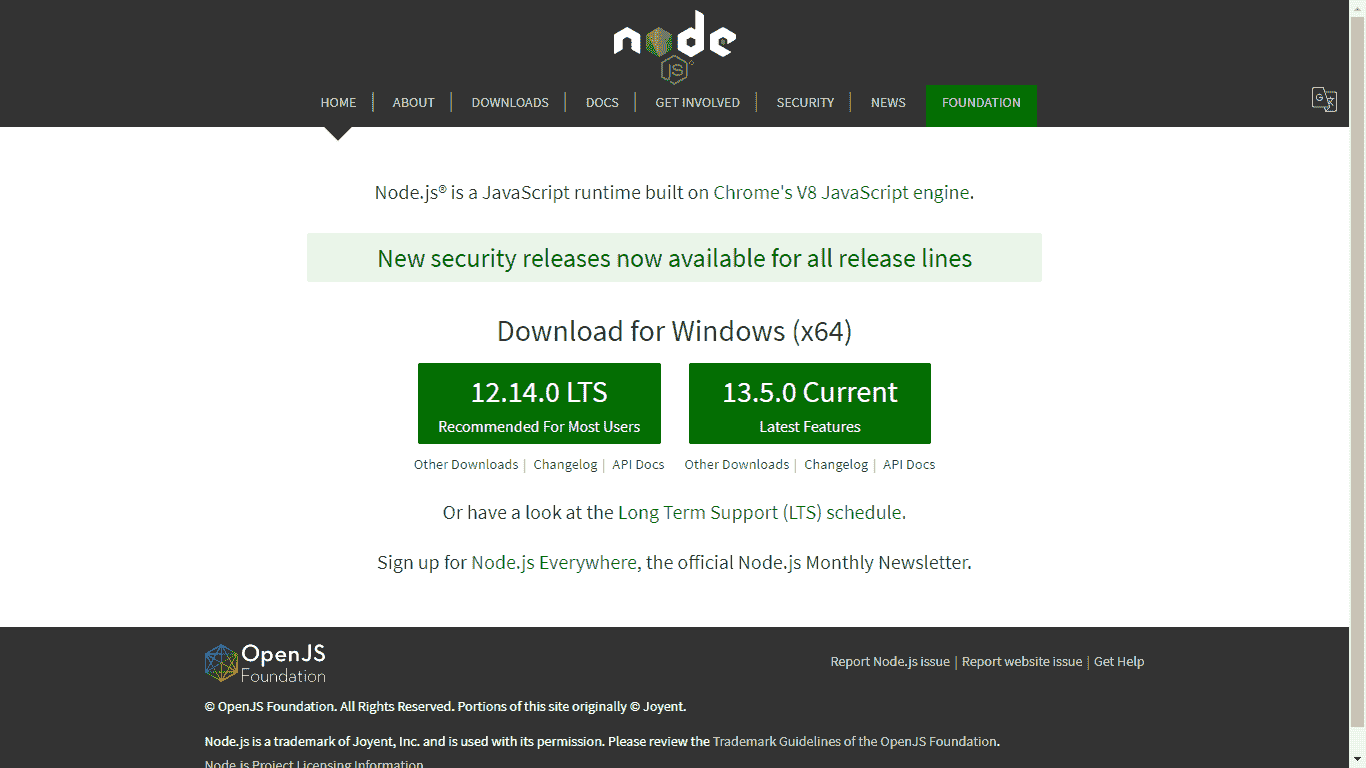 node
JS
HOME | ABOUT | DOWNLOADS | DOCS | GET INVOLVED | SECURITY | NEWS FOUNDATION
Node.js® is a JavaScript runtime built on Chrome's V8 JavaScript engine.
New security releases now available for all release lines
Download for Windows (x64)
12.14.0 LTS
Recommended For Most Users
13.5.0 Current
Latest Features
Other Downloads | Changelog | API Docs
Other Downloads | Changelog | API Docs
Or have a look at the Long Term Support (LTS) schedule.
Sign up for Node.js Everywhere, the official Node.js Monthly Newsletter.
OpenJS
Foundation
Report Node.js issue | Report website issue | Get Help
© OpenJS Foundation. All Rights Reserved. Portions of this site originally © Joyent.
Node.js is a trademark of Joyent, Inc. and is used with its permission. Please review the Trademark Guidelines of the OpenJS Foundation.
Node.js Project Licensing Information